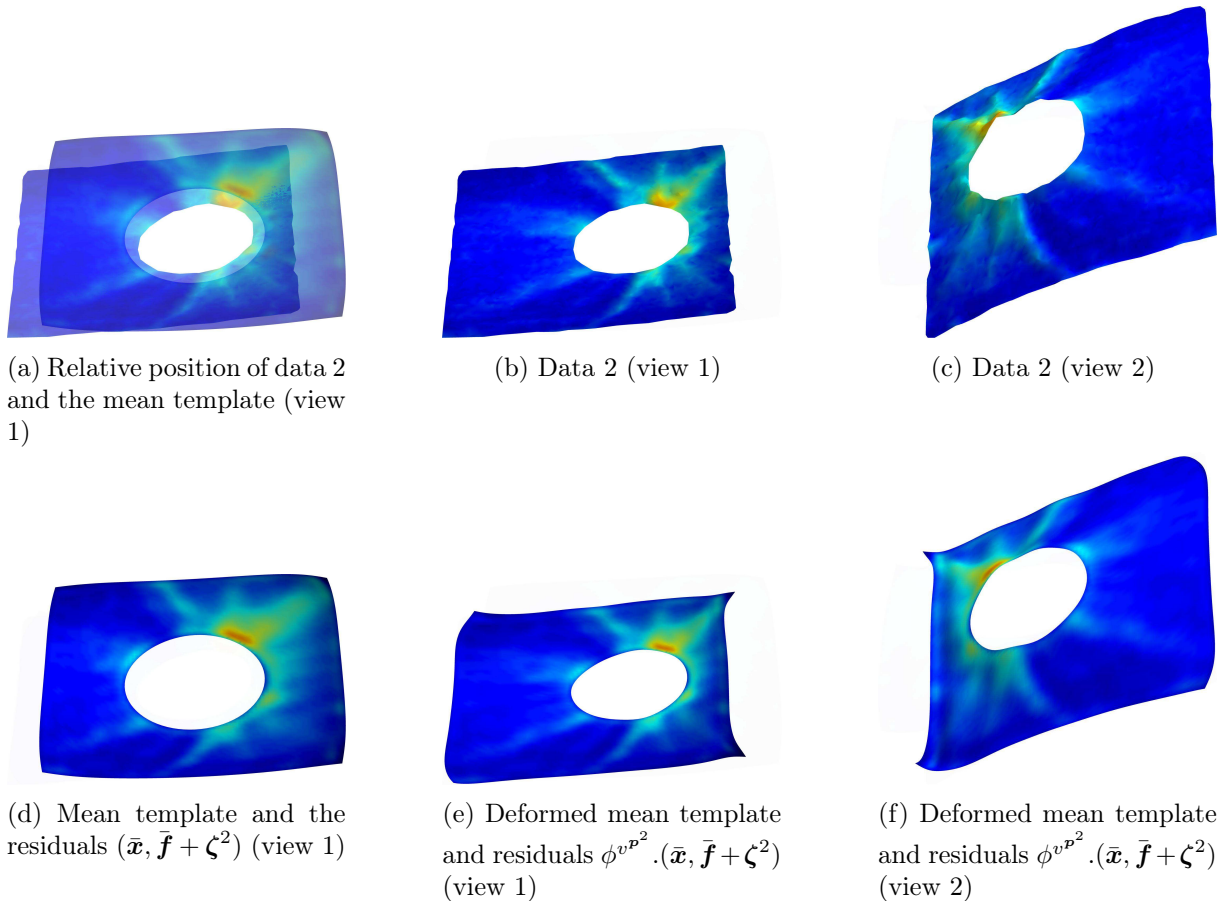 (a) Relative position of data 2
and the mean template (view
1)
(b) Data 2 (view 1)
(c) Data 2 (view 2)
(d) Mean template and the
residuals (x̄, f̄ + ζ²) (view 1)
(e) Deformed mean template
and residuals ϕ^{v^{p²}}.(x̄, f̄ + ζ²)
(view 1)
(f) Deformed mean template
and residuals ϕ^{v^{p²}}.(x̄, f̄ + ζ²)
(view 2)